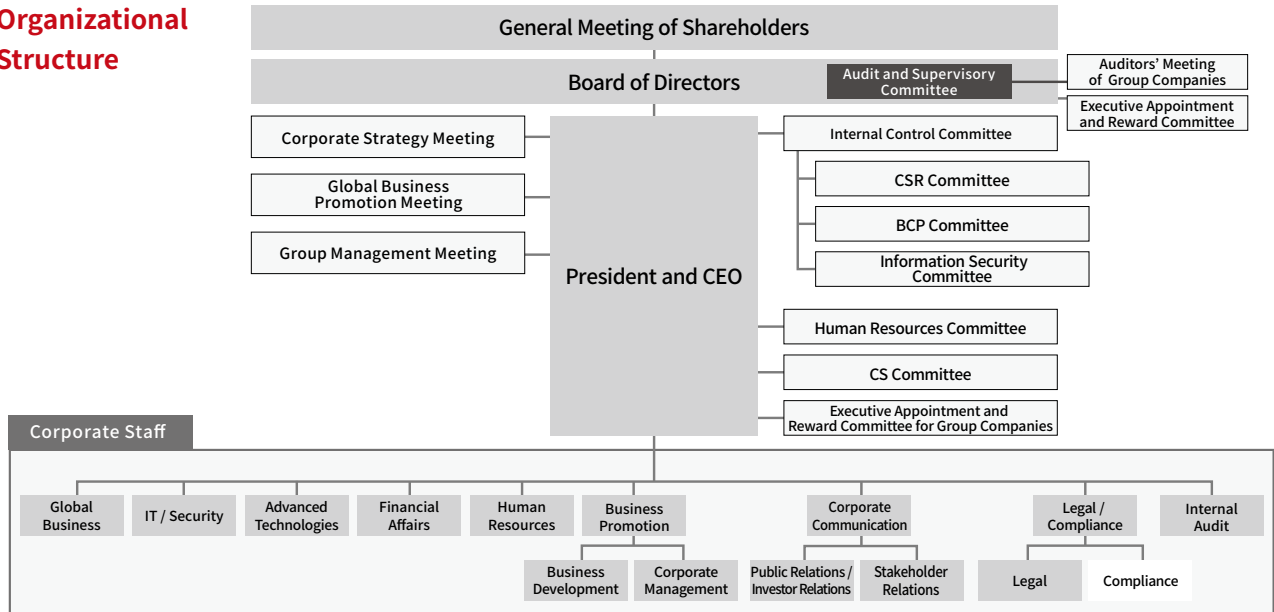 Organizational
Structure
General Meeting of Shareholders
Board of Directors
Audit and Supervisory
Committee
Auditors' Meeting
of Group Companies
Executive Appointment
and Reward Committee
Corporate Strategy Meeting
Global Business
Promotion Meeting
Group Management Meeting
President and CEO
Internal Control Committee
CSR Committee
BCP Committee
Information Security
Committee
Human Resources Committee
CS Committee
Executive Appointment and
Reward Committee for Group Companies
Corporate Staff
Global
Business
IT / Security
Advanced
Technologies
Financial
Affairs
Human
Resources
Business
Promotion
Corporate
Communication
Legal /
Compliance
Internal
Audit
Business
Development
Corporate
Management
Public Relations /
Investor Relations
Stakeholder
Relations
Legal
Compliance